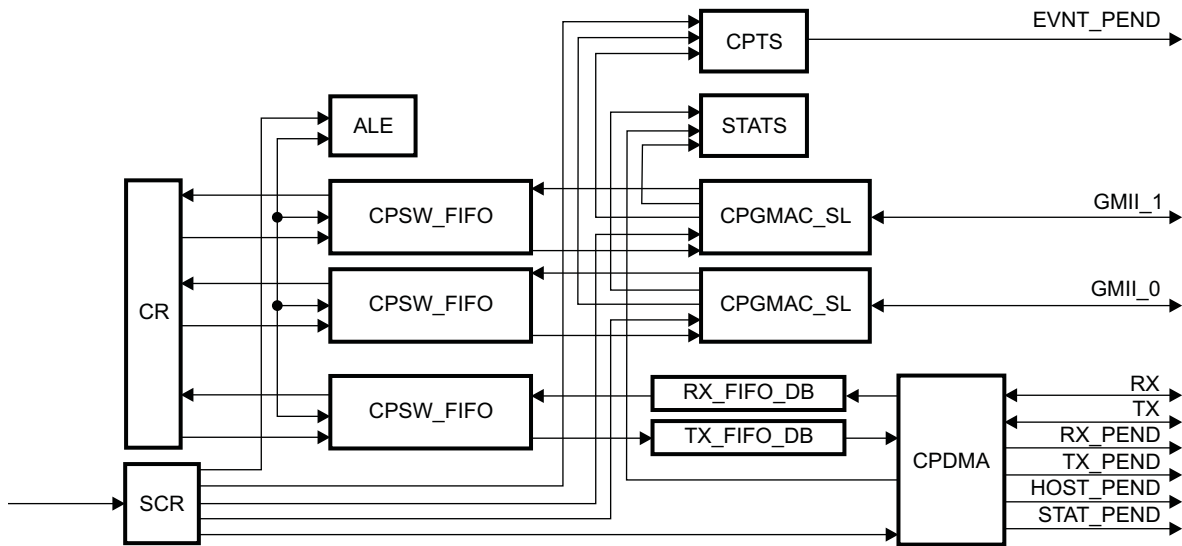 EVNT_PEND
CPTS
ALE
STATS
CR
CPSW_FIFO
CPGMAC_SL
GMII_1
CPSW_FIFO
CPGMAC_SL
GMII_0
CPSW_FIFO
RX_FIFO_DB
TX_FIFO_DB
CPDMA
RX
TX
RX_PEND
TX_PEND
HOST_PEND
STAT_PEND
SCR